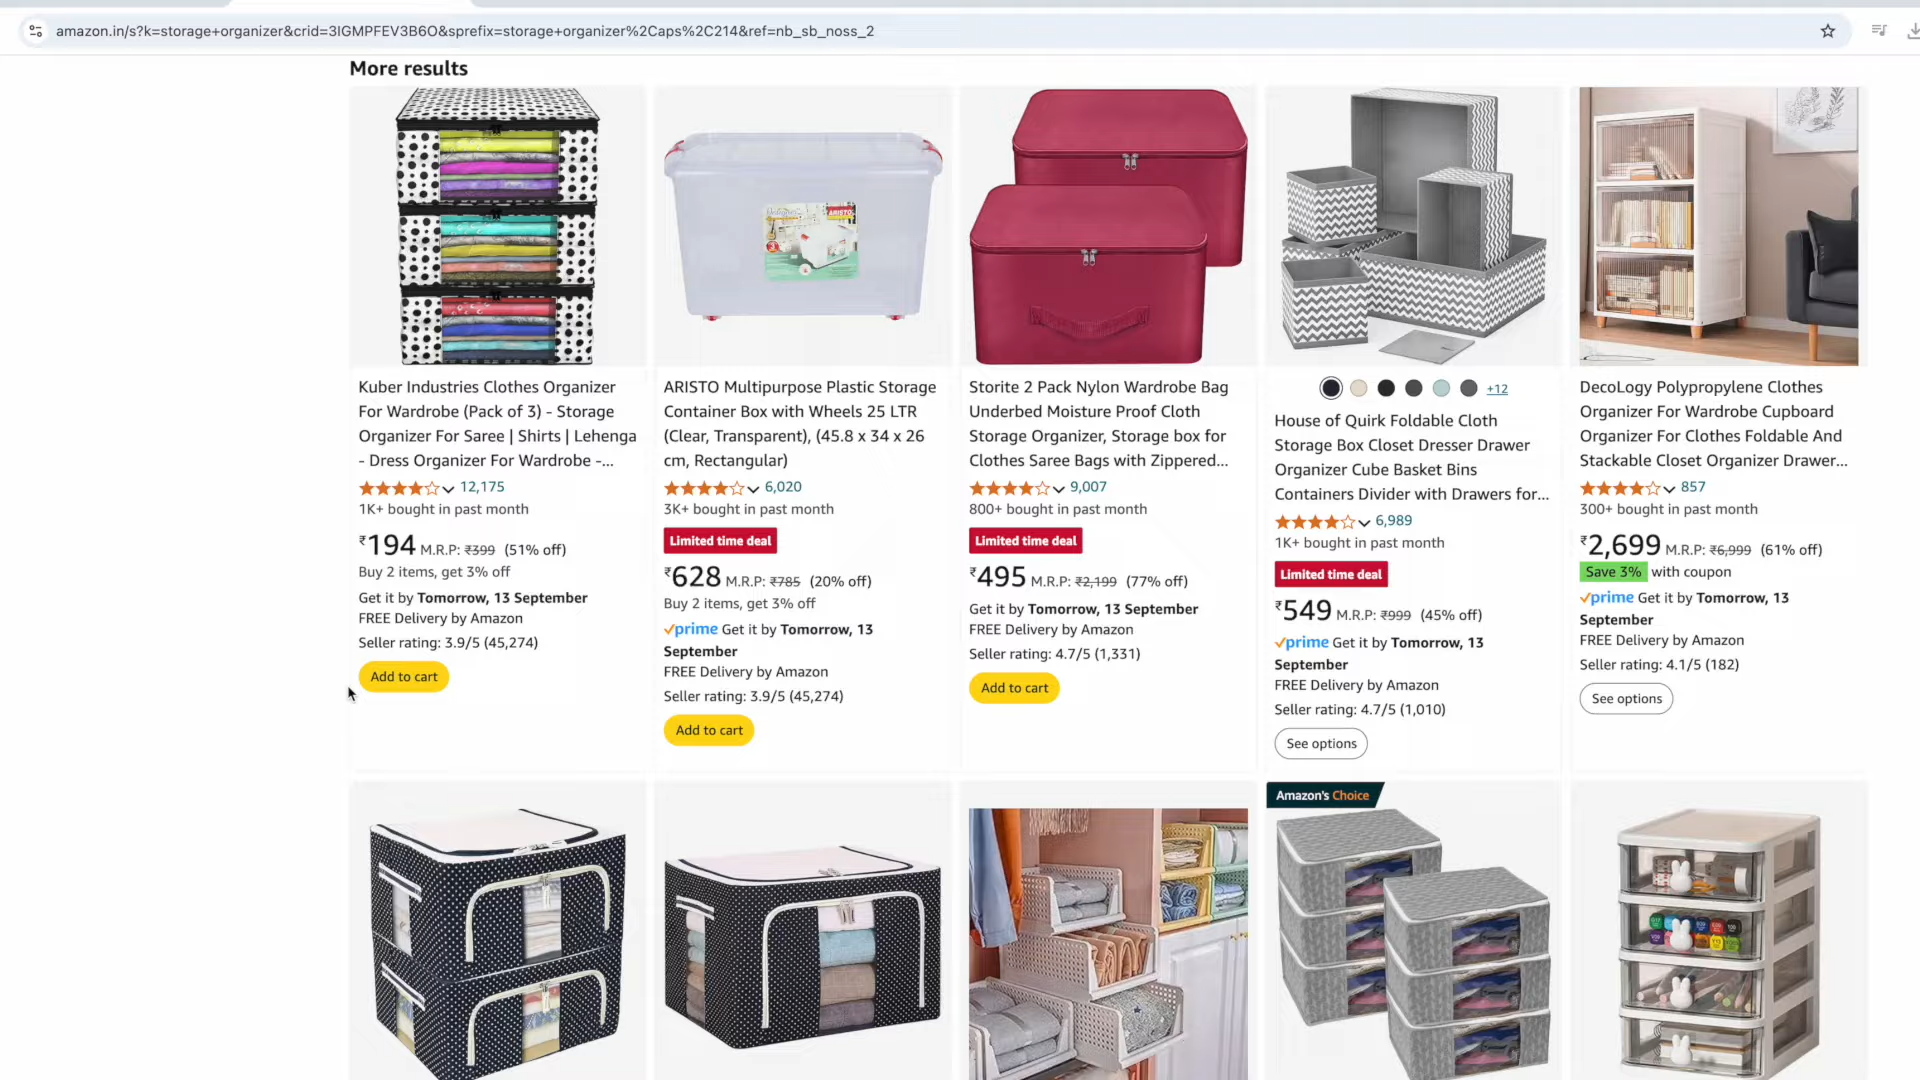 amazon.in/s?k=storage+organizer&crid=3IGMPFEV3B6O&sprefix=storage+organizer%2Caps%2C214&ref=nb_sb_noss_2
More results
ARISTO
Kuber Industries Clothes Organizer
For Wardrobe (Pack of 3) - Storage
Organizer For Saree | Shirts | Lehenga
- Dress Organizer For Wardrobe -...
12,175
1K+ bought in past month
₹194 M.R.P: ₹399 (51% off)
Buy 2 items, get 3% off
Get it by Tomorrow, 13 September
FREE Delivery by Amazon
Seller rating: 3.9/5 (45,274)
Add to cart
ARISTO Multipurpose Plastic Storage
Container Box with Wheels 25 LTR
(Clear, Transparent), (45.8 x 34 x 26
cm, Rectangular)
6,020
3K+ bought in past month
Limited time deal
₹628 M.R.P: ₹785 (20% off)
Buy 2 items, get 3% off
prime Get it by Tomorrow, 13
September
FREE Delivery by Amazon
Seller rating: 3.9/5 (45,274)
Add to cart
Storite 2 Pack Nylon Wardrobe Bag
Underbed Moisture Proof Cloth
Storage Organizer, Storage box for
Clothes Saree Bags with Zippered...
9,007
800+ bought in past month
Limited time deal
₹495 M.R.P: ₹2,199 (77% off)
Get it by Tomorrow, 13 September
FREE Delivery by Amazon
Seller rating: 4.7/5 (1,331)
Add to cart
+12
House of Quirk Foldable Cloth
Storage Box Closet Dresser Drawer
Organizer Cube Basket Bins
Containers Divider with Drawers for...
6,989
1K+ bought in past month
Limited time deal
₹549 M.R.P: ₹999 (45% off)
prime Get it by Tomorrow, 13
September
FREE Delivery by Amazon
Seller rating: 4.7/5 (1,010)
See options
DecoLogy Polypropylene Clothes
Organizer For Wardrobe Cupboard
Organizer For Clothes Foldable And
Stackable Closet Organizer Drawer...
857
300+ bought in past month
₹2,699 M.R.P: ₹6,999 (61% off)
Save 3% with coupon
prime Get it by Tomorrow, 13
September
FREE Delivery by Amazon
Seller rating: 4.1/5 (182)
See options
Amazon's Choice